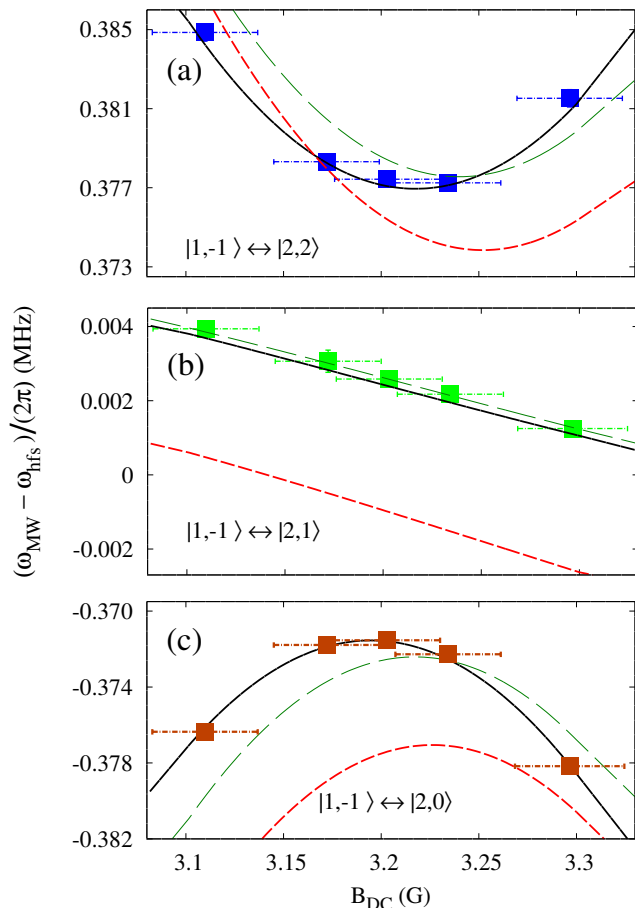 0.385
(a)
0.381
0.377
|1,-1 ⟩ ↔ |2,2⟩
0.373
(ω_MW − ω_hfs)/(2π) (MHz)
0.004
(b)
0.002
0
|1,-1 ⟩ ↔ |2,1⟩
-0.002
-0.370
(c)
-0.374
-0.378
|1,-1 ⟩ ↔ |2,0⟩
-0.382
3.1 3.15 3.2 3.25 3.3
B_DC (G)